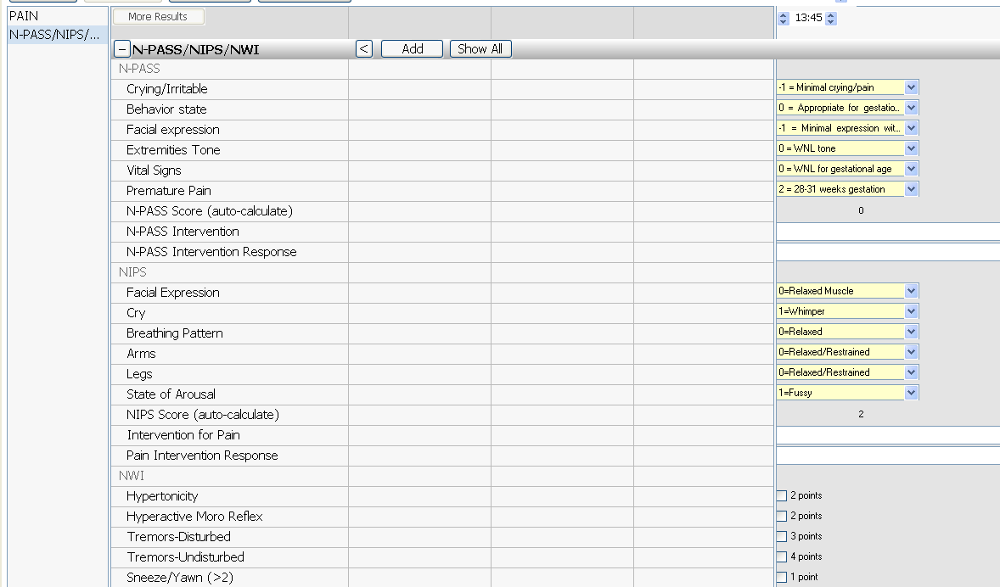 PAIN
More Results
13:45
N-PASS/NIPS/...
− N-PASS/NIPS/NWI < Add Show All
N-PASS
Crying/Irritable -1 = Minimal crying/pain
Behavior state 0 = Appropriate for gestatio...
Facial expression -1 = Minimal expression wit...
Extremities Tone 0 = WNL tone
Vital Signs 0 = WNL for gestational age
Premature Pain 2 = 28-31 weeks gestation
N-PASS Score (auto-calculate) 0
N-PASS Intervention
N-PASS Intervention Response
NIPS
Facial Expression 0=Relaxed Muscle
Cry 1=Whimper
Breathing Pattern 0=Relaxed
Arms 0=Relaxed/Restrained
Legs 0=Relaxed/Restrained
State of Arousal 1=Fussy
NIPS Score (auto-calculate) 2
Intervention for Pain
Pain Intervention Response
NWI
Hypertonicity 2 points
Hyperactive Moro Reflex 2 points
Tremors-Disturbed 3 points
Tremors-Undisturbed 4 points
Sneeze/Yawn (>2) 1 point